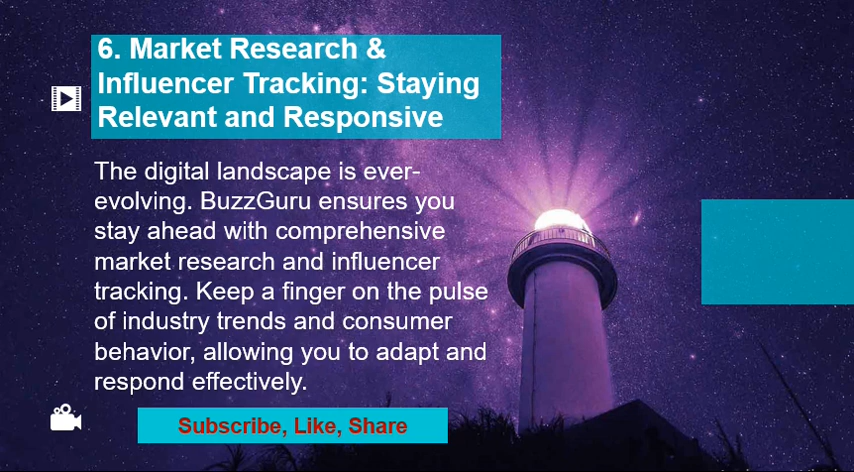 6. Market Research &
Influencer Tracking: Staying
Relevant and Responsive
The digital landscape is ever-
evolving. BuzzGuru ensures you
stay ahead with comprehensive
market research and influencer
tracking. Keep a finger on the pulse
of industry trends and consumer
behavior, allowing you to adapt and
respond effectively.
Subscribe, Like, Share